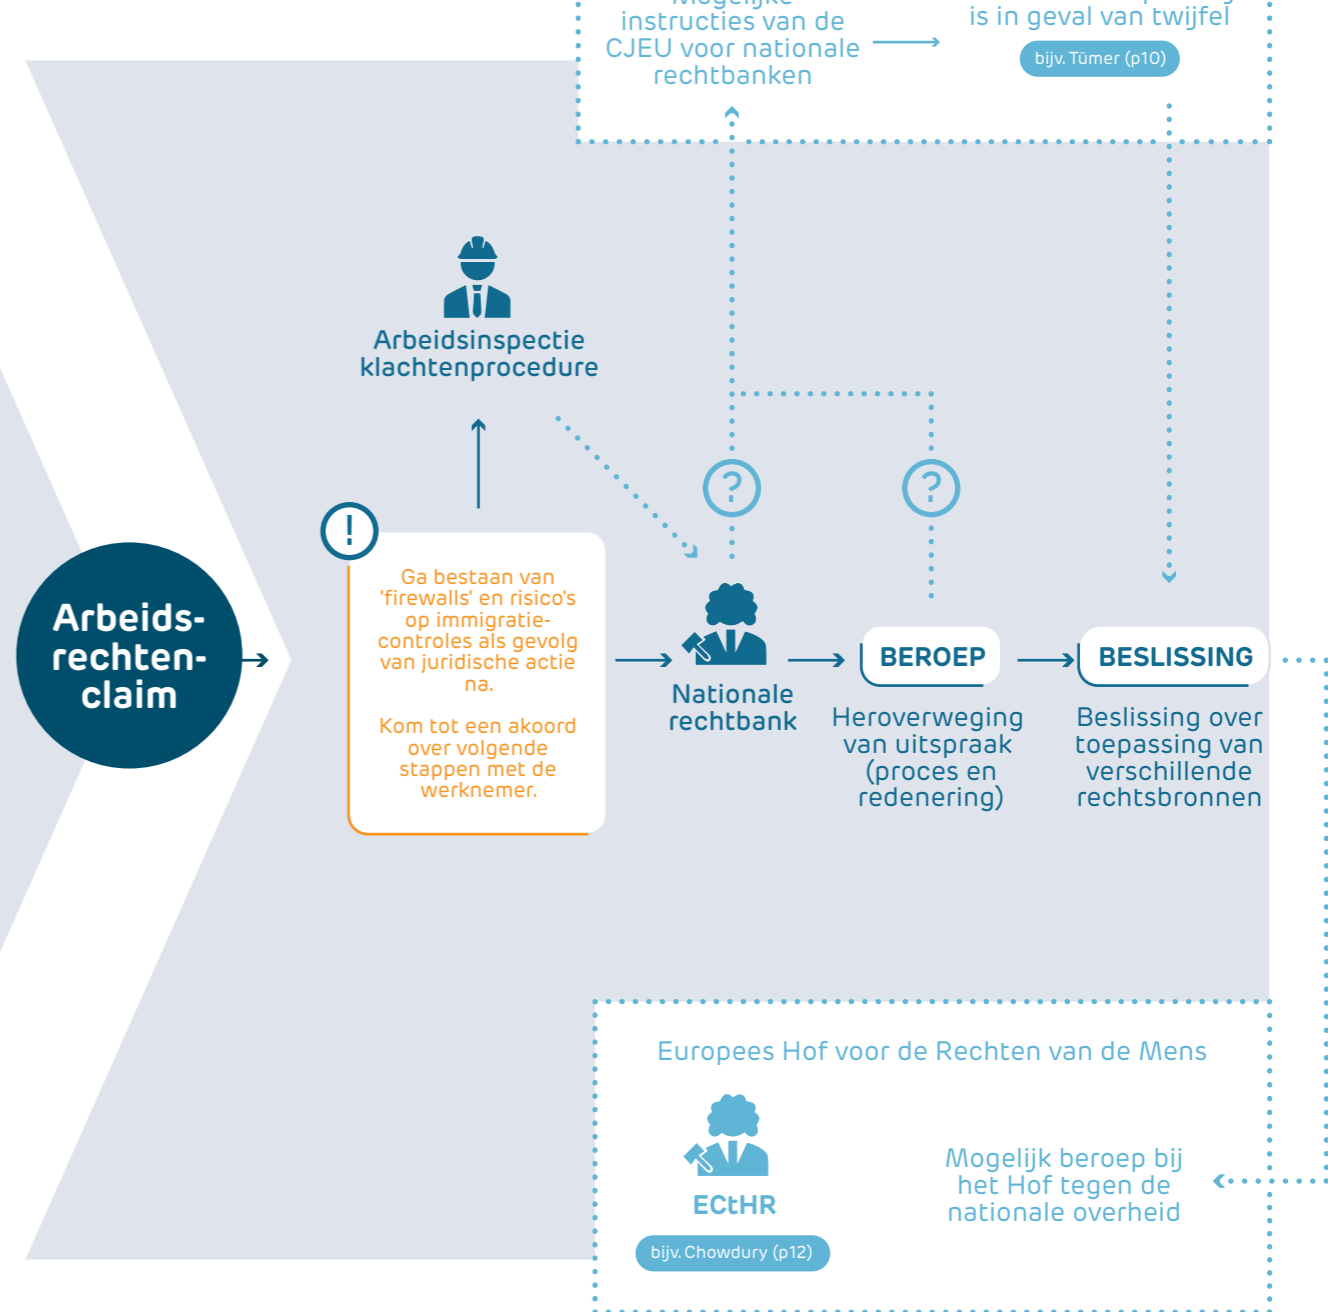 instructies van de
CJEU voor nationale
rechtbanken
is in geval van twijfel
bijv. Tümer (p10)
Arbeidsinspectie
klachtenprocedure
!
?
?
Arbeids-
rechten-
claim
Ga bestaan van
'firewalls' en risico's
op immigratie-
controles als gevolg
van juridische actie
na.
Kom tot een akoord
over volgende
stappen met de
werknemer.
Nationale
rechtbank
BEROEP
Heroverweging
van uitspraak
(proces en
redenering)
BESLISSING
Beslissing over
toepassing van
verschillende
rechtsbronnen
Europees Hof voor de Rechten van de Mens
ECtHR
bijv. Chowdury (p12)
Mogelijk beroep bij
het Hof tegen de
nationale overheid